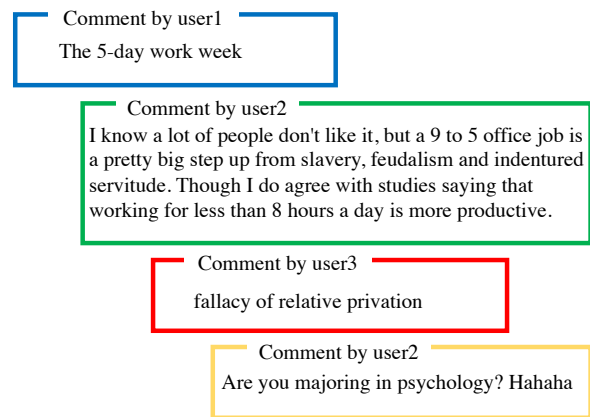 Comment by user1
The 5-day work week
Comment by user2
I know a lot of people don't like it, but a 9 to 5 office job is
a pretty big step up from slavery, feudalism and indentured
servitude. Though I do agree with studies saying that
working for less than 8 hours a day is more productive.
Comment by user3
fallacy of relative privation
Comment by user2
Are you majoring in psychology? Hahaha